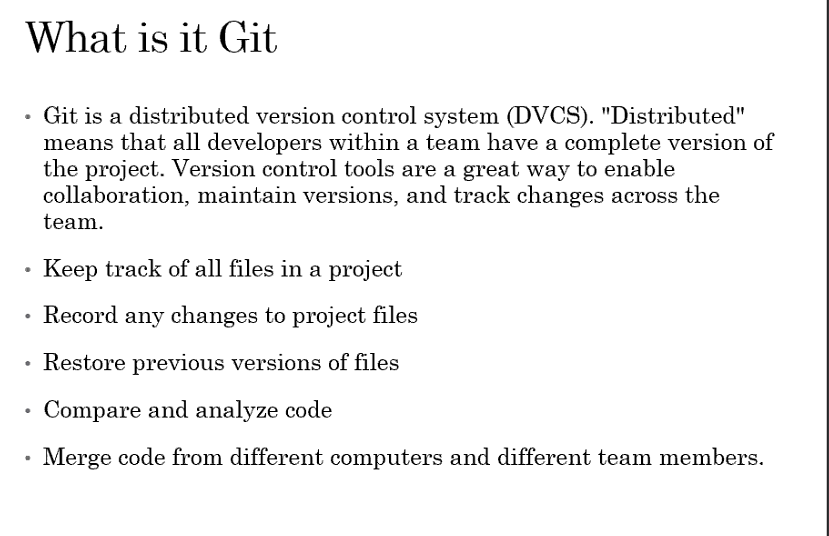 What is it Git
• Git is a distributed version control system (DVCS). "Distributed"
means that all developers within a team have a complete version of
the project. Version control tools are a great way to enable
collaboration, maintain versions, and track changes across the
team.
• Keep track of all files in a project
• Record any changes to project files
• Restore previous versions of files
• Compare and analyze code
• Merge code from different computers and different team members.